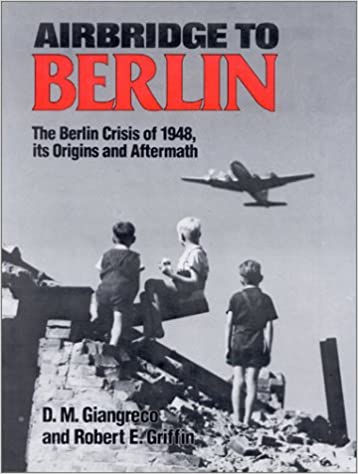 AIRBRIDGE TO
BERLIN
The Berlin Crisis of 1948,
its Origins and Aftermath
D. M. Giangreco
and Robert E. Griffin